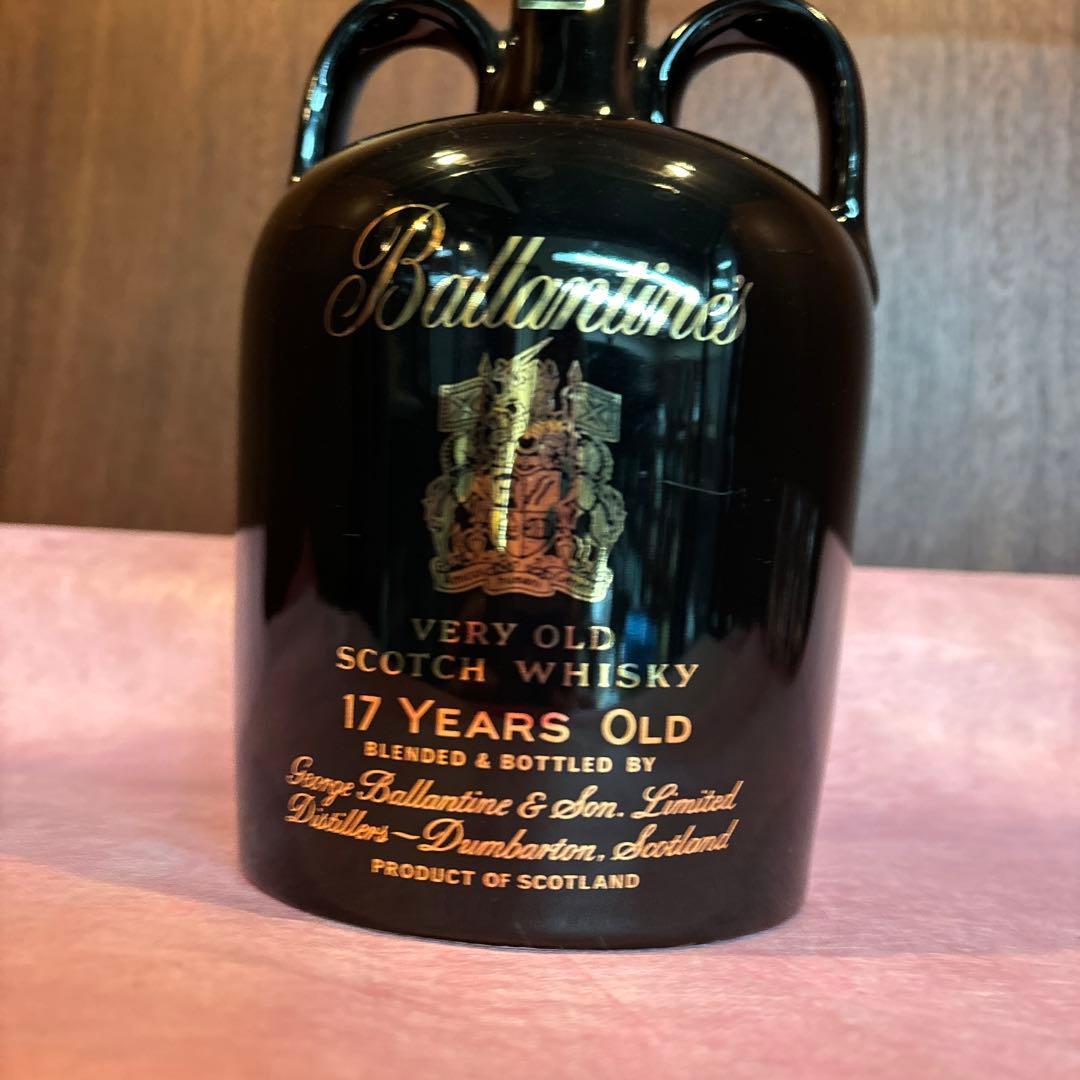 Ballantine's
VERY OLD
SCOTCH WHISKY
17 YEARS OLD
BLENDED & BOTTLED BY
George Ballantine & Son. Limited
Distillers—Dumbarton, Scotland
PRODUCT OF SCOTLAND